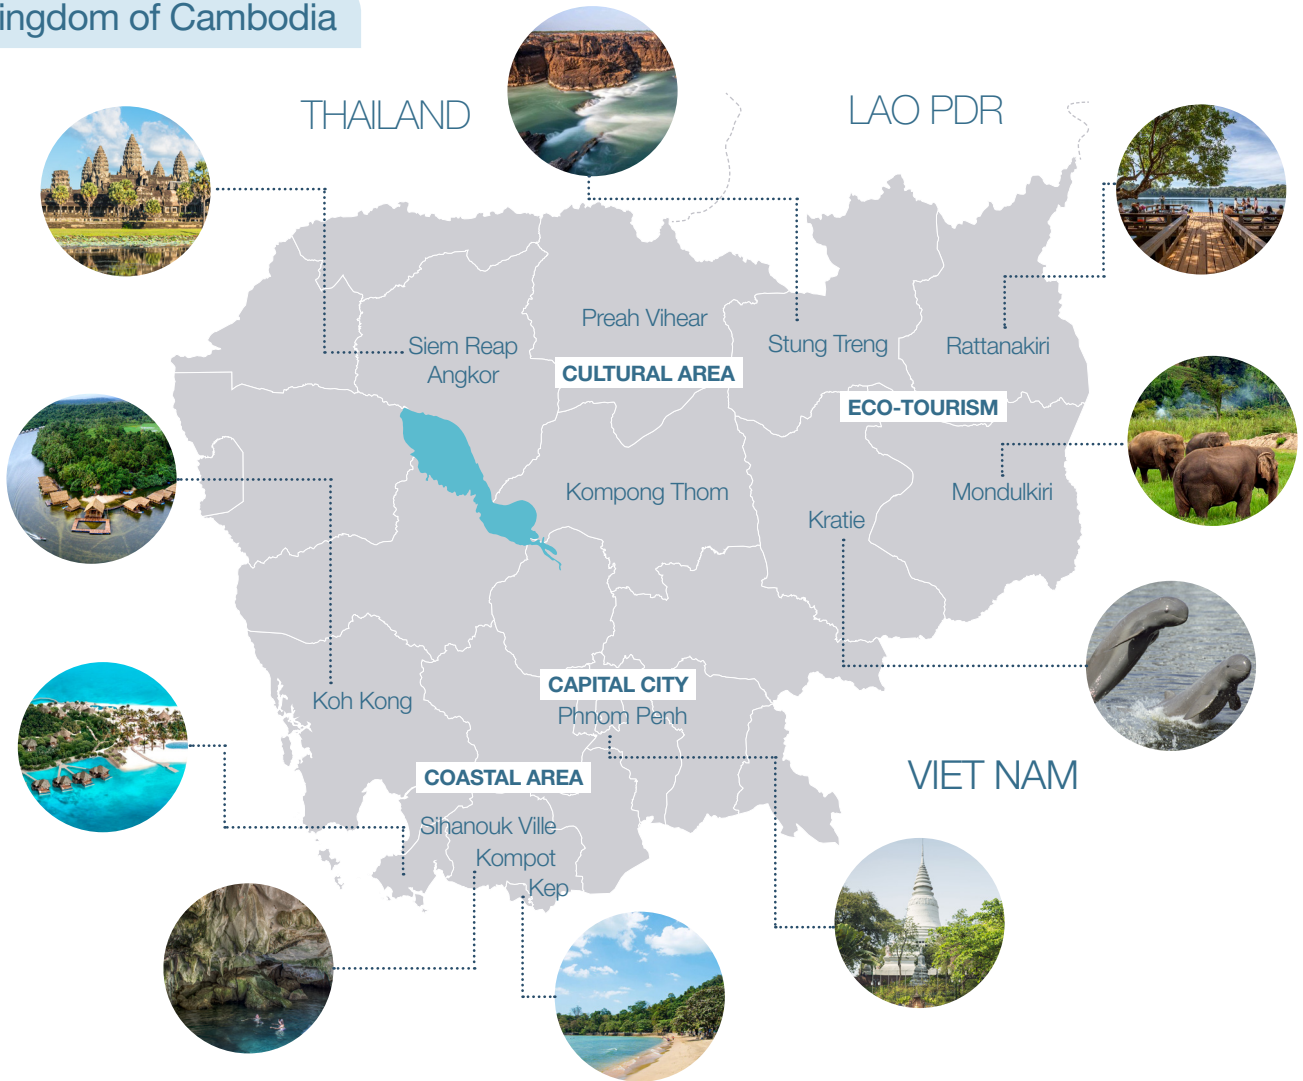 ingdom of Cambodia
THAILAND
LAO PDR
Preah Vihear
Siem Reap
Angkor
CULTURAL AREA
Stung Treng
Rattanakiri
ECO-TOURISM
Kompong Thom
Kratie
Mondulkiri
Koh Kong
CAPITAL CITY
Phnom Penh
COASTAL AREA
VIET NAM
Sihanouk Ville
Kompot
Kep